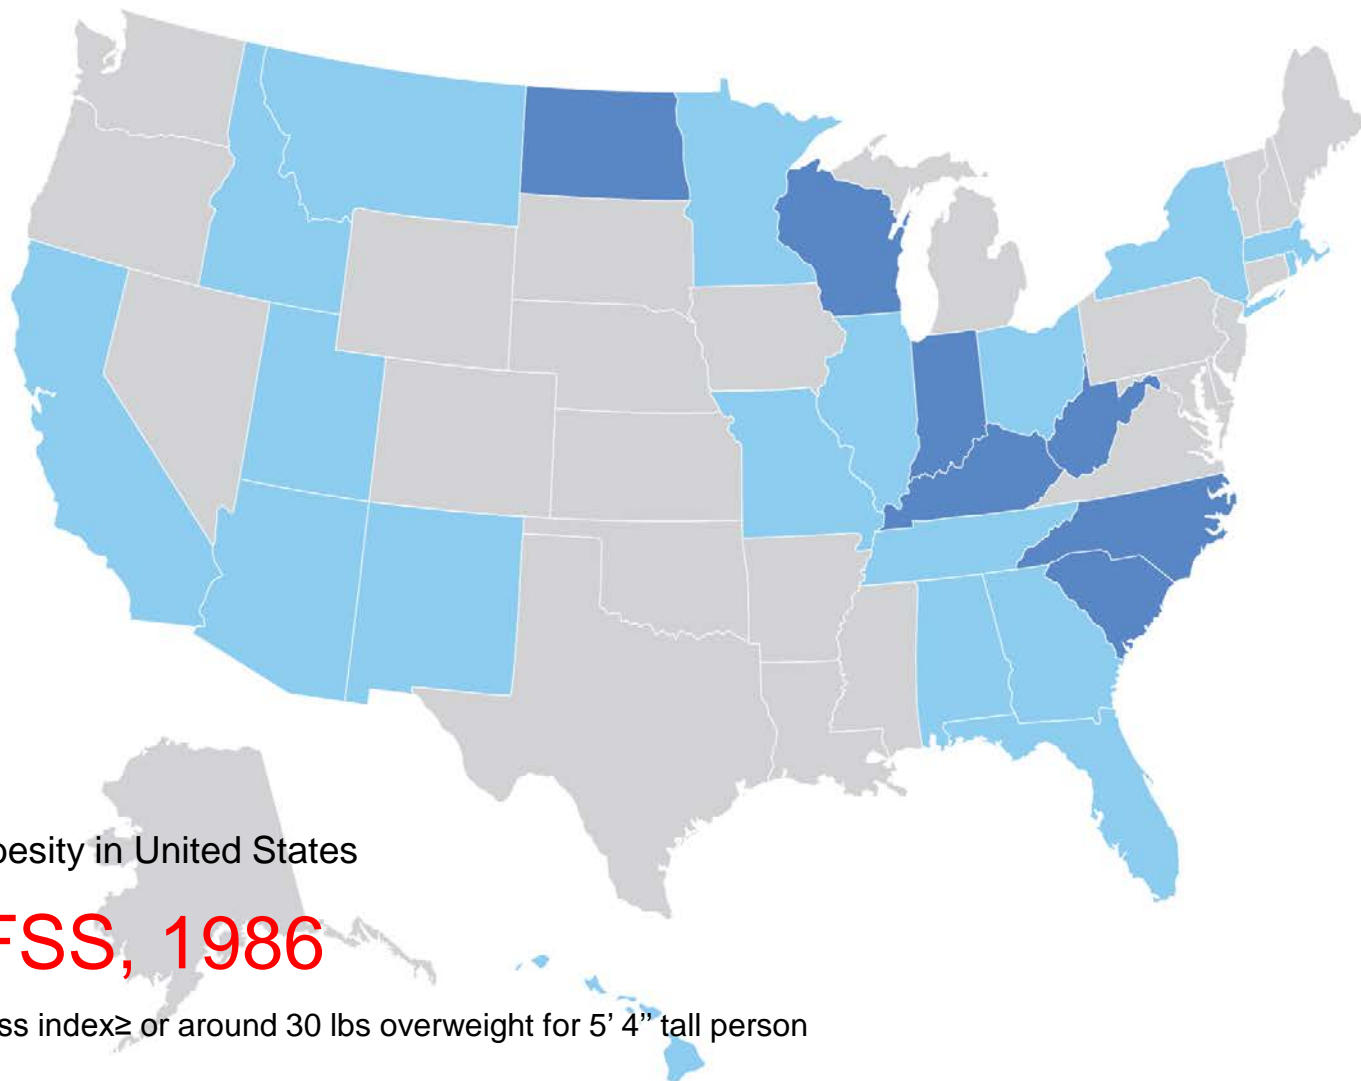 besity in United States
FSS, 1986
ss index≥ or around 30 lbs overweight for 5’ 4” tall person